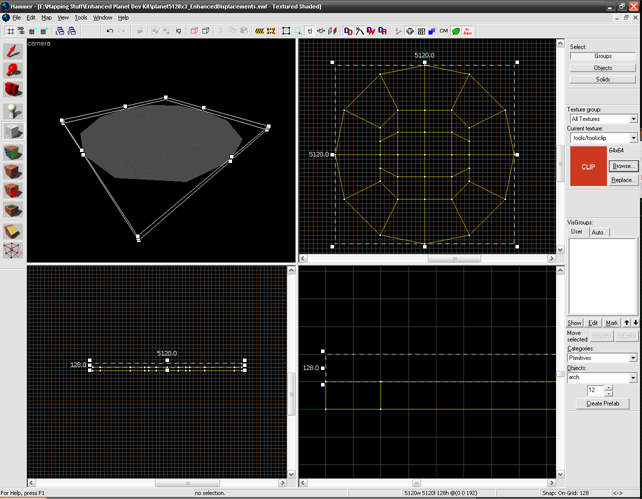 Hammer - [E:\Mapping Stuff\Enhanced Planet Dev Kit\planet5120x3_EnhancedDisplacements.vmf - Textured Shaded]
File Edit Map View Tools Window Help
CM
camera
5120.0
5120.0
5120.0
128.0
128.0
Select:
Groups
Objects
Solids
Texture group:
All Textures
Current texture:
tools/toolsclip
64x64
CLIP
Browse...
Replace...
VisGroups:
User Auto
Show Edit Mark
Move
selected:
Categories:
Primitives
Objects:
arch
12
Create Prefab
For Help, press F1
no selection.
5120w 5120l 128h @(0 0 192)
Snap: On Grid: 128
<->